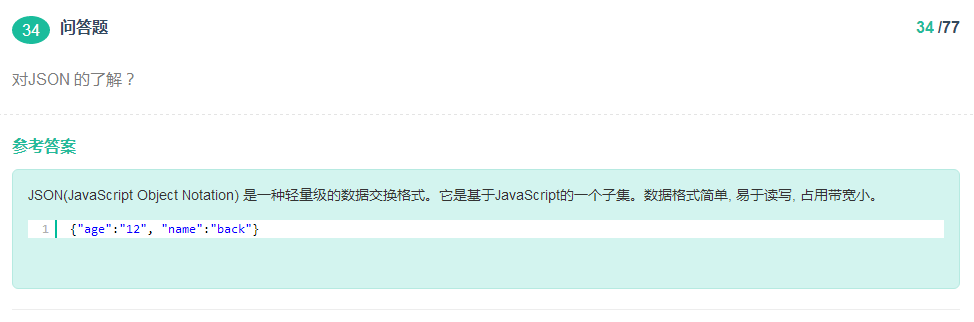 34 问答题 34 /77
对JSON 的了解？
参考答案
JSON(JavaScript Object Notation) 是一种轻量级的数据交换格式。它是基于JavaScript的一个子集。数据格式简单, 易于读写, 占用带宽小。
1 {"age":"12", "name":"back"}